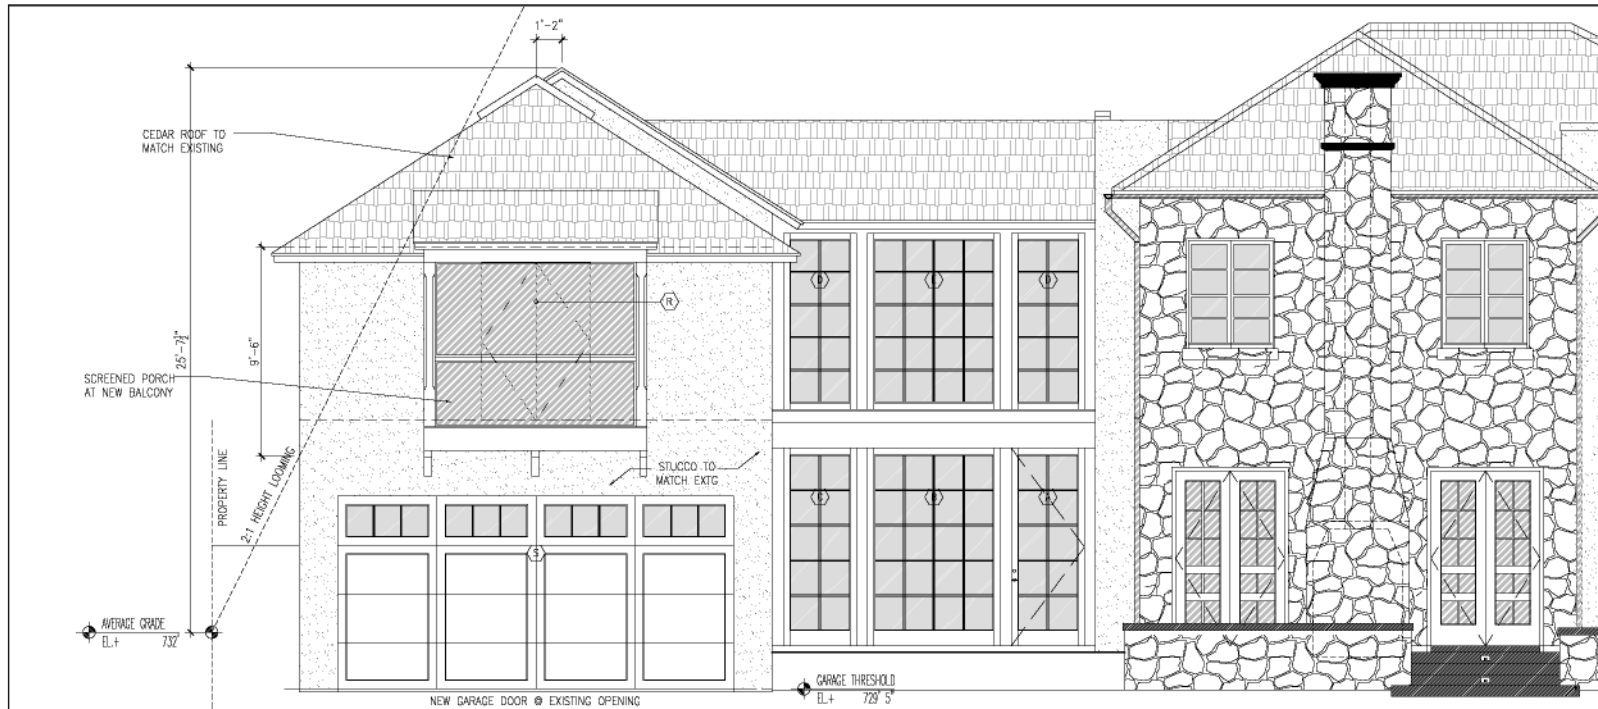 1'-2"
CEDAR ROOF TO
MATCH EXISTING
25'-7½"
9'-6"
R
D
E
D
SCREENED PORCH
AT NEW BALCONY
PROPERTY LINE
2:1 HEIGHT LOOMING
STUCCO TO
MATCH EXTG
C
B
A
S
AVERAGE GRADE
EL.+ 732'
GARAGE THRESHOLD
EL.+ 729' 5"
NEW GARAGE DOOR @ EXISTING OPENING